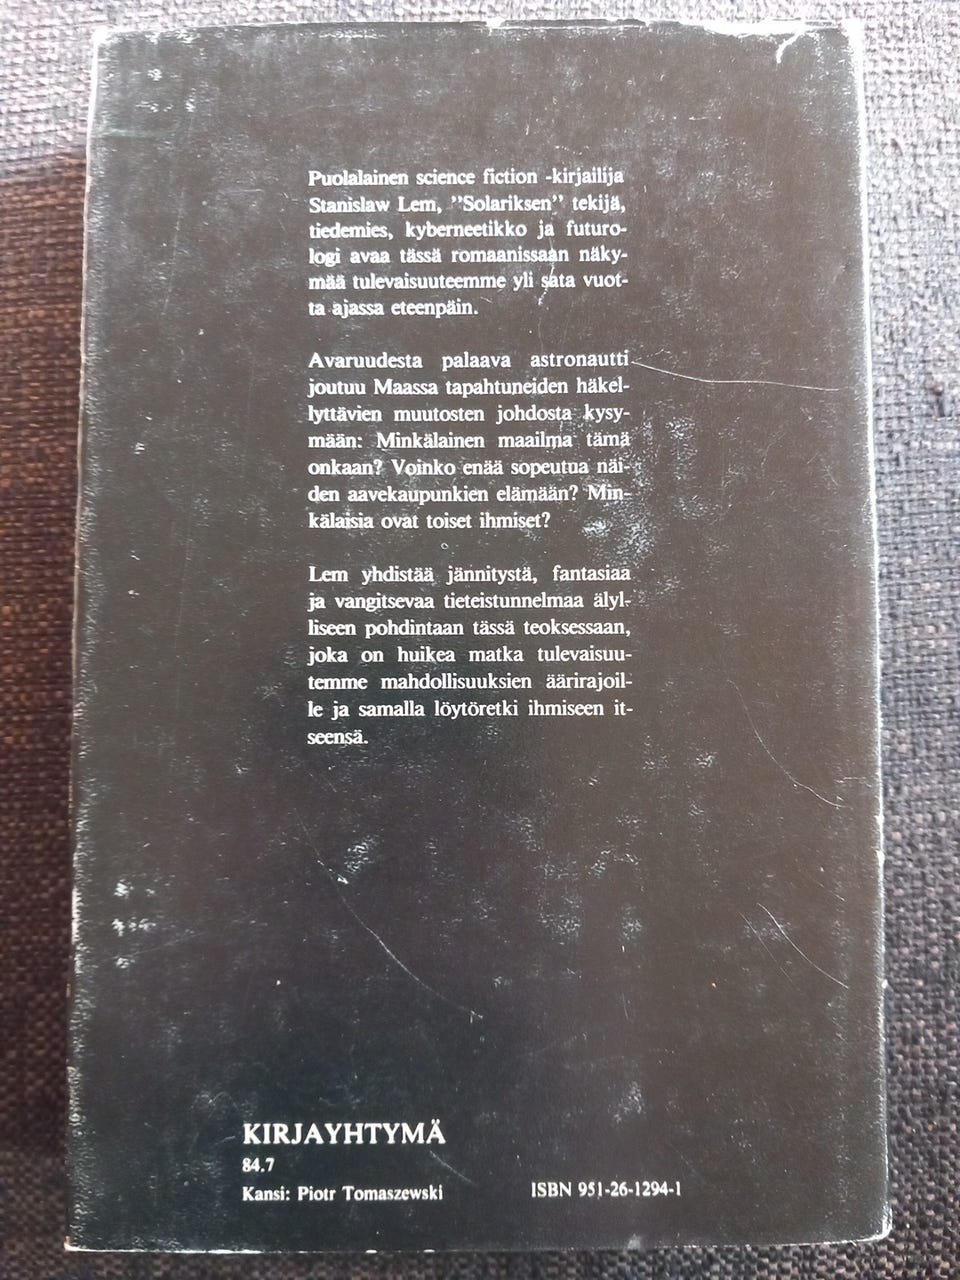 Puolalainen science fiction -kirjailija
Stanislaw Lem, ”Solariksen” tekijä,
tiedemies, kyberneetikko ja futuro-
logi avaa tässä romaanissaan näky-
mää tulevaisuuteemme yli sata vuot-
ta ajassa eteenpäin.
Avaruudesta palaava astronautti
joutuu Maassa tapahtuneiden häkel-
lyttävien muutosten johdosta kysy-
mään: Minkälainen maailma tämä
onkaan? Voinko enää sopeutua näi-
den aavekaupunkien elämään? Min-
kälaisia ovat toiset ihmiset?
Lem yhdistää jännitystä, fantasiaa
ja vangitsevaa tieteistunnelmaa älyl-
liseen pohdintaan tässä teoksessaan,
joka on huikea matka tulevaisuu-
temme mahdollisuuksien äärirajoil-
le ja samalla löytöretki ihmiseen it-
seensä.
KIRJAYHTYMÄ
84.7
Kansi: Piotr Tomaszewski
ISBN 951-26-1294-1